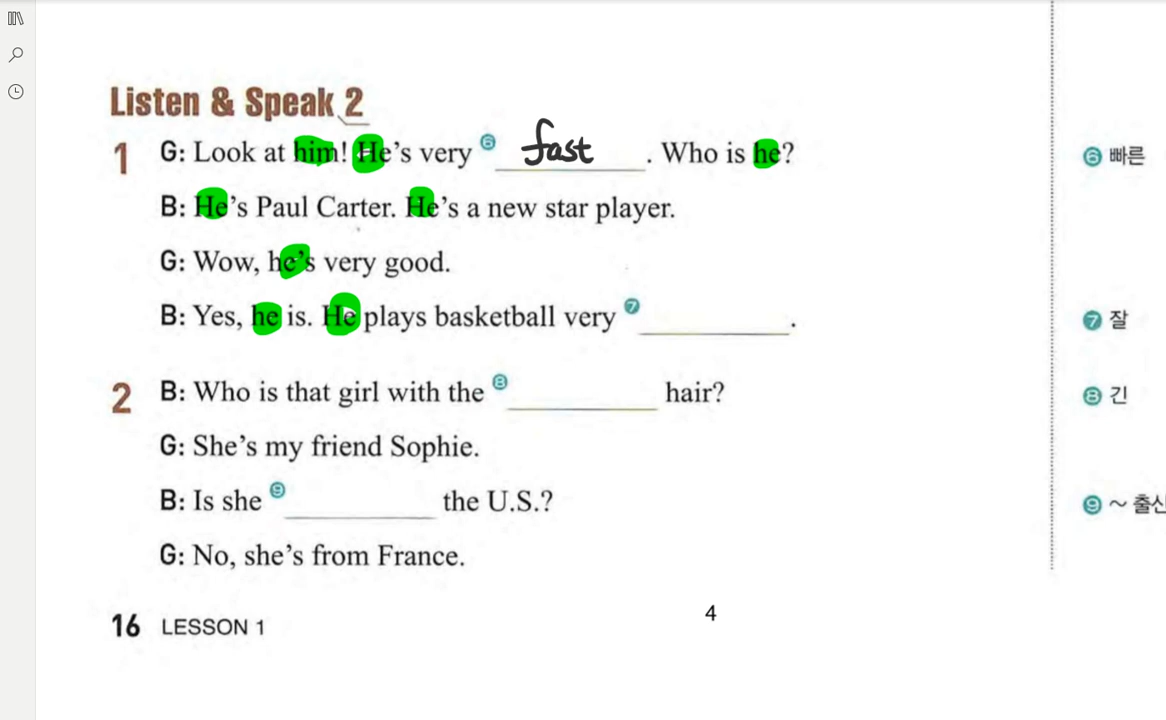 Listen & Speak 2
1 G: Look at him! He's very ⑥ fast. Who is he? ⑥ 빠른
B: He's Paul Carter. He's a new star player.
G: Wow, he's very good.
B: Yes, he is. He plays basketball very ⑦ ________. ⑦ 잘
2 B: Who is that girl with the ⑧ ________ hair? ⑧ 긴
G: She's my friend Sophie.
B: Is she ⑨ ________ the U.S.? ⑨ ~ 출신
G: No, she's from France.
16 LESSON 1
4